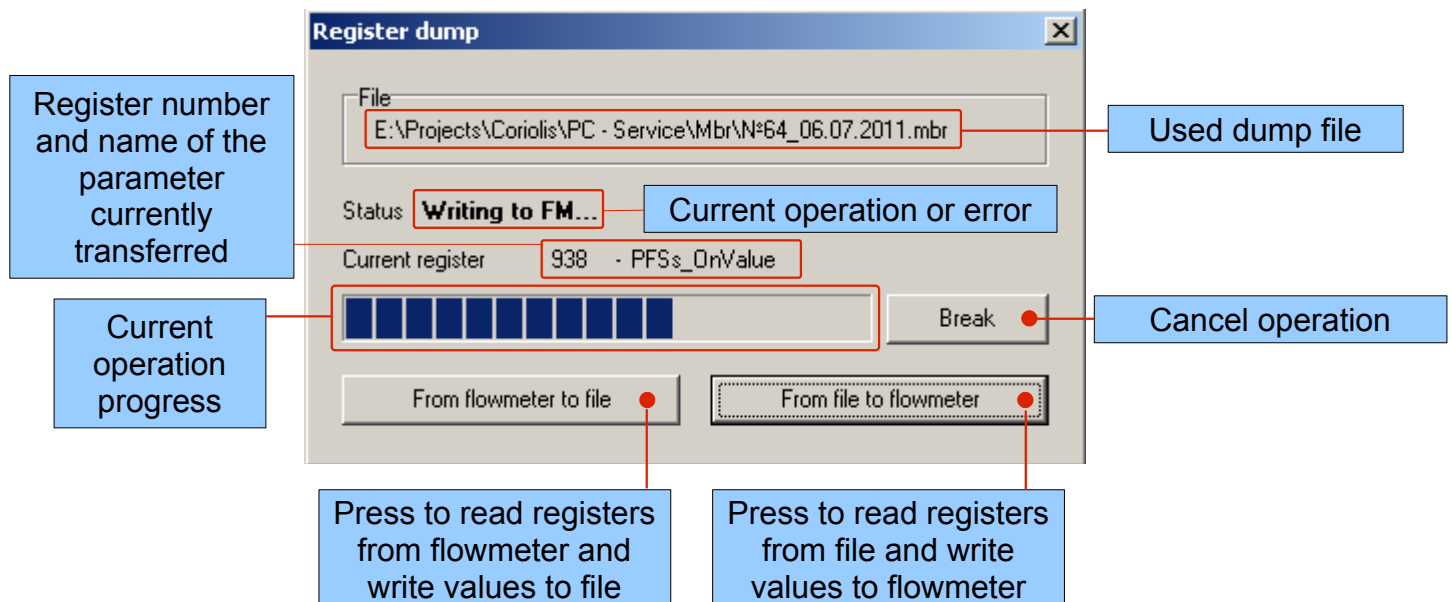 Register dump
Register number
and name of the
parameter
currently
transferred
File
E:\Projects\Coriolis\PC - Service\Mbr\Nº64_06.07.2011.mbr
Used dump file
Status Writing to FM...
Current operation or error
Current register 938 - PFSs_OnValue
Current
operation
progress
Break
Cancel operation
From flowmeter to file
From file to flowmeter
Press to read registers
from flowmeter and
write values to file
Press to read registers
from file and write
values to flowmeter